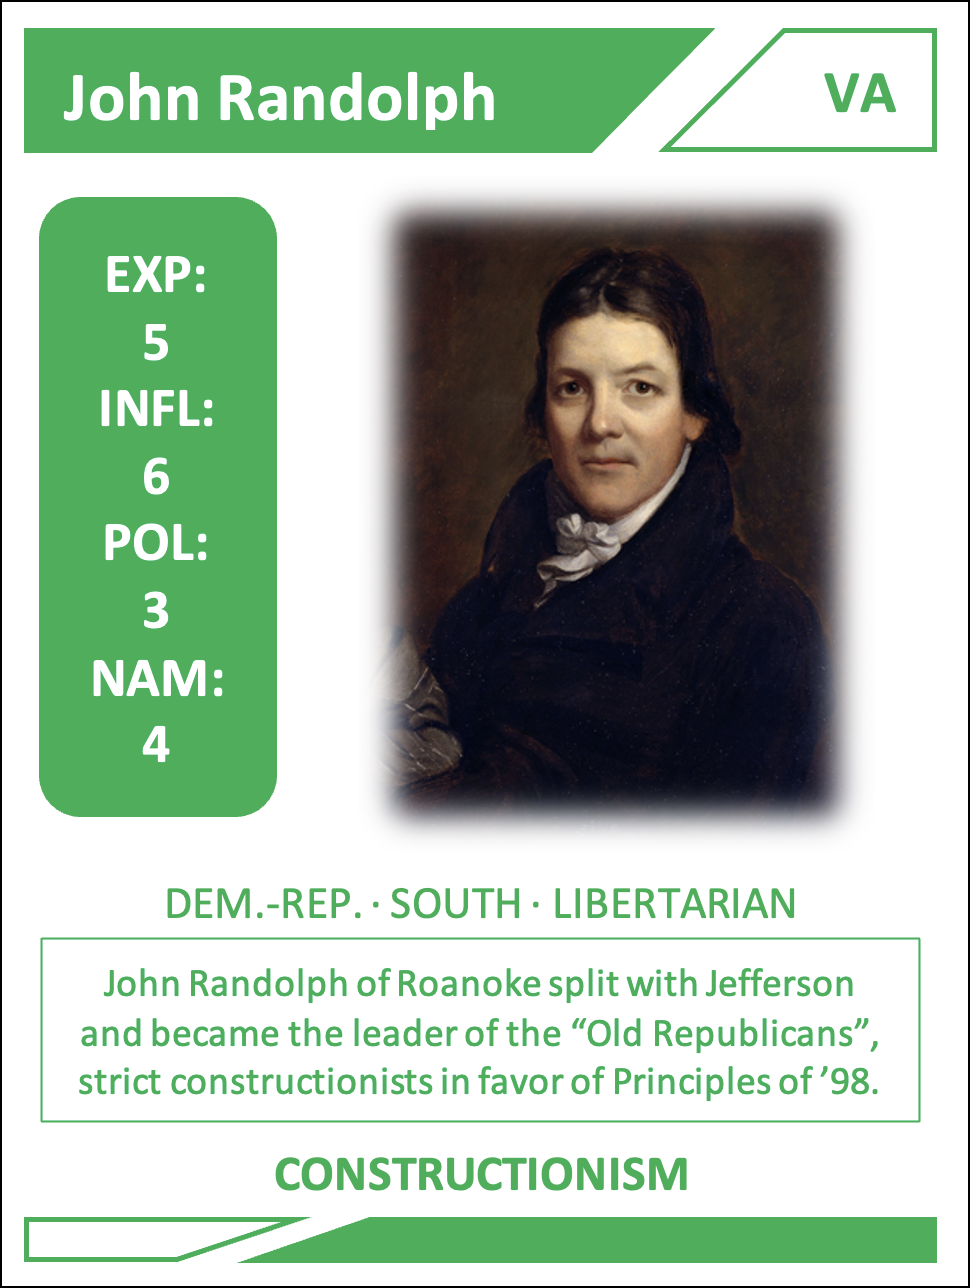 John Randolph
VA
EXP:
5
INFL:
6
POL:
3
NAM:
4
DEM.-REP. · SOUTH · LIBERTARIAN
John Randolph of Roanoke split with Jefferson
and became the leader of the “Old Republicans”,
strict constructionists in favor of Principles of ’98.
CONSTRUCTIONISM